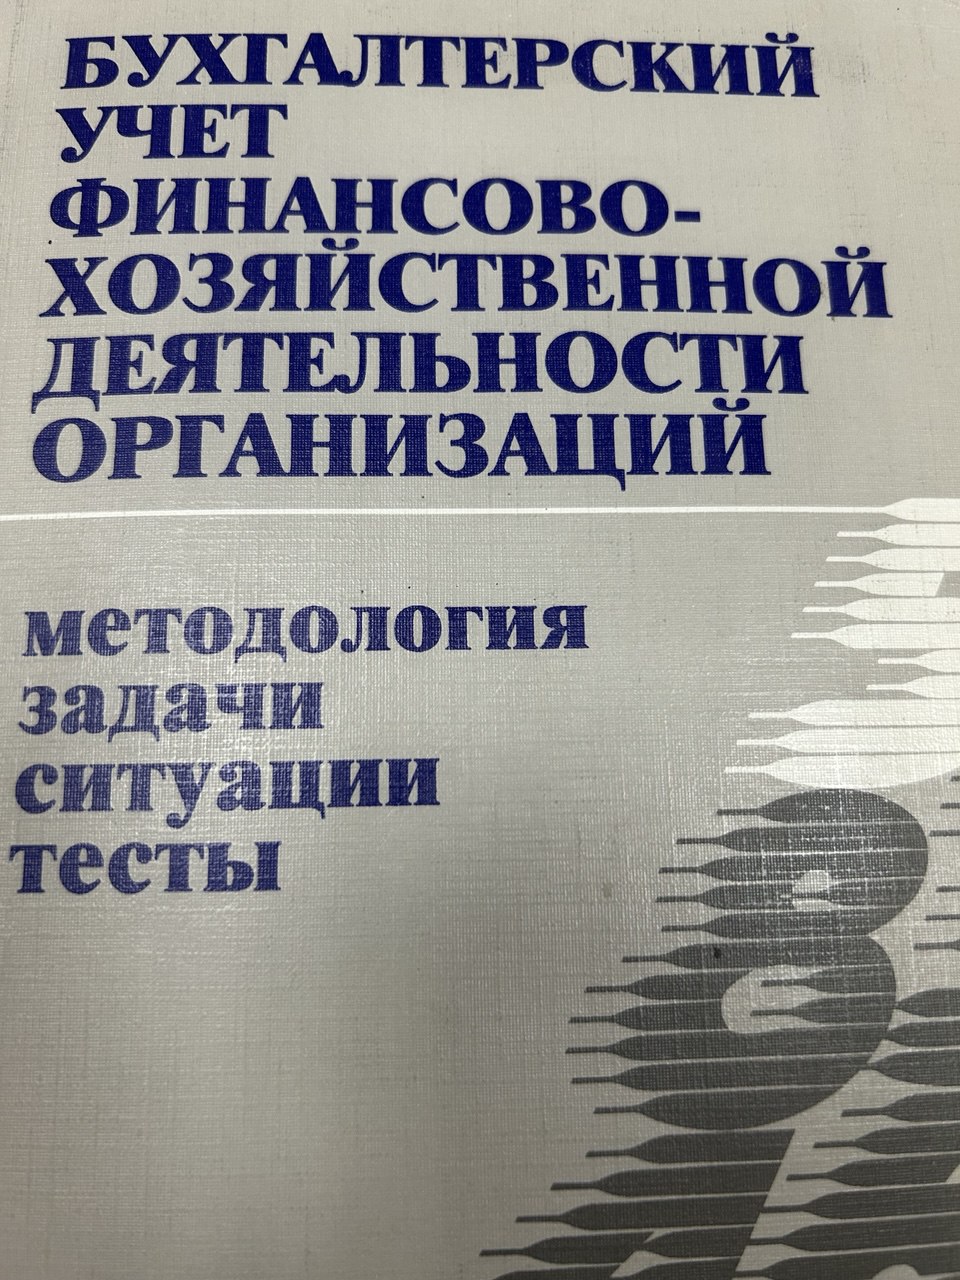 БУХГАЛТЕРСКИЙ
УЧЕТ
ФИНАНСОВО-
ХОЗЯЙСТВЕННОЙ
ДЕЯТЕЛЬНОСТИ
ОРГАНИЗАЦИЙ
методология
задачи
ситуации
тесты